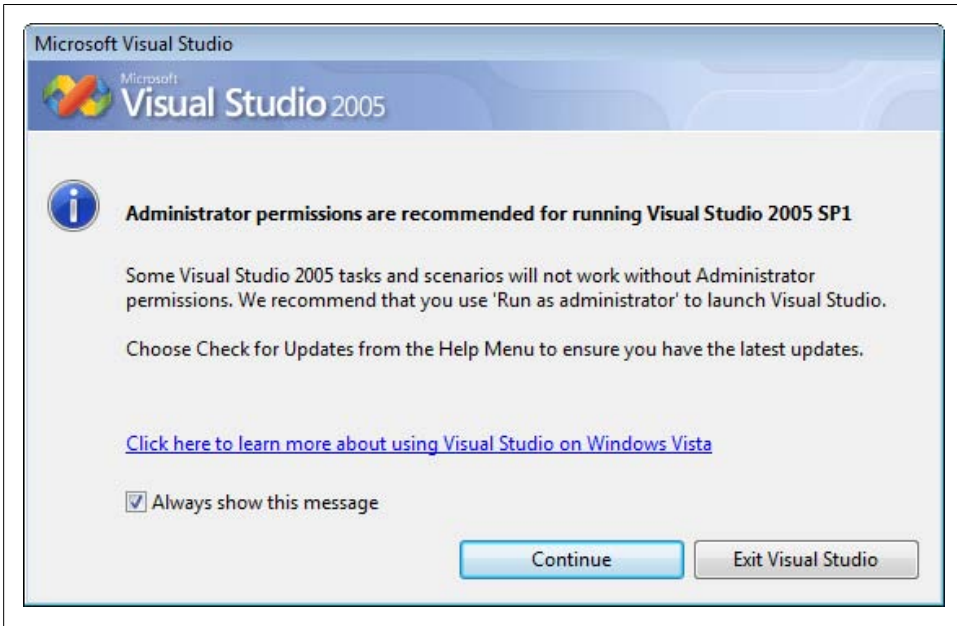 Microsoft Visual Studio
Microsoft
Visual Studio 2005
Administrator permissions are recommended for running Visual Studio 2005 SP1
Some Visual Studio 2005 tasks and scenarios will not work without Administrator
permissions. We recommend that you use 'Run as administrator' to launch Visual Studio.
Choose Check for Updates from the Help Menu to ensure you have the latest updates.
Click here to learn more about using Visual Studio on Windows Vista
Always show this message
Continue
Exit Visual Studio